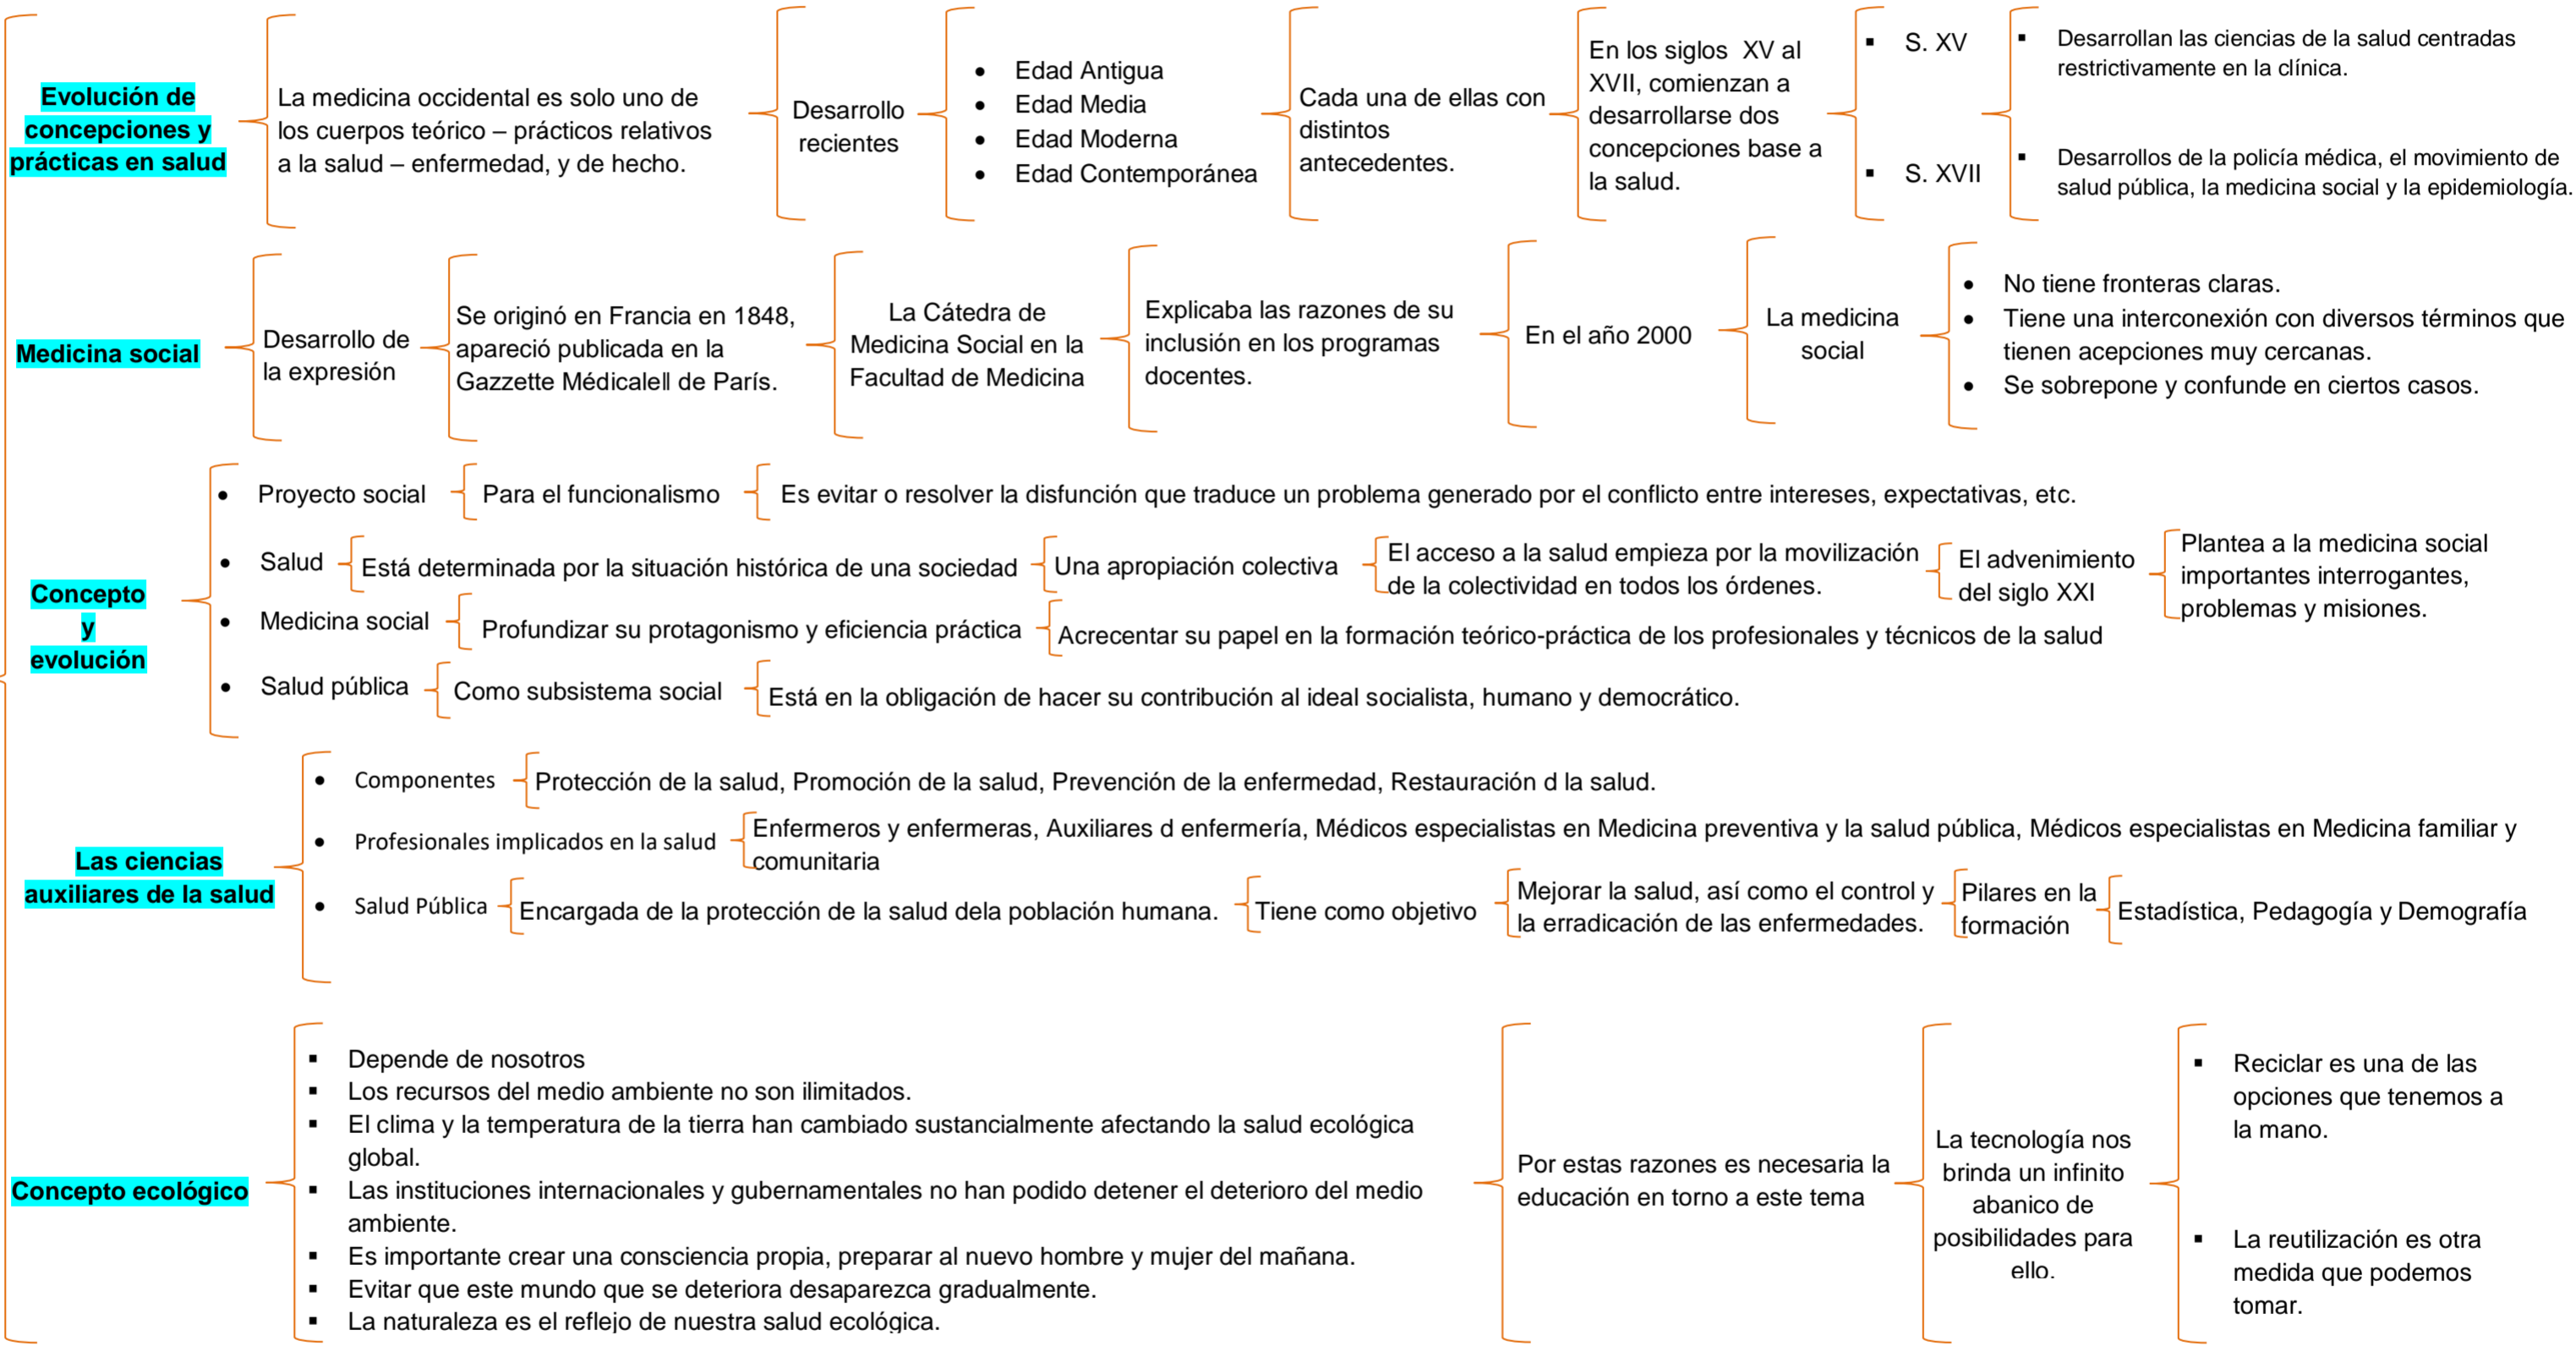 Evolución de
concepciones y
prácticas en salud
La medicina occidental es solo uno de
los cuerpos teórico – prácticos relativos
a la salud – enfermedad, y de hecho.
Desarrollo
recientes
• Edad Antigua
• Edad Media
• Edad Moderna
• Edad Contemporánea
Cada una de ellas con
distintos
antecedentes.
En los siglos XV al
XVII, comienzan a
desarrollarse dos
concepciones base a
la salud.
▪ S. XV
▪ S. XVII
▪ Desarrollan las ciencias de la salud centradas
restrictivamente en la clínica.
▪ Desarrollos de la policía médica, el movimiento de
salud pública, la medicina social y la epidemiología.
Medicina social
Desarrollo de
la expresión
Se originó en Francia en 1848,
apareció publicada en la
Gazzette Médicalell de París.
La Cátedra de
Medicina Social en la
Facultad de Medicina
Explicaba las razones de su
inclusión en los programas
docentes.
En el año 2000
La medicina
social
• No tiene fronteras claras.
• Tiene una interconexión con diversos términos que
tienen acepciones muy cercanas.
• Se sobrepone y confunde en ciertos casos.
Concepto
y
evolución
• Proyecto social
Para el funcionalismo
Es evitar o resolver la disfunción que traduce un problema generado por el conflicto entre intereses, expectativas, etc.
• Salud
Está determinada por la situación histórica de una sociedad
Una apropiación colectiva
El acceso a la salud empieza por la movilización
de la colectividad en todos los órdenes.
El advenimiento
del siglo XXI
Plantea a la medicina social
importantes interrogantes,
problemas y misiones.
• Medicina social
Profundizar su protagonismo y eficiencia práctica
Acrecentar su papel en la formación teórico-práctica de los profesionales y técnicos de la salud
• Salud pública
Como subsistema social
Está en la obligación de hacer su contribución al ideal socialista, humano y democrático.
Las ciencias
auxiliares de la salud
• Componentes
Protección de la salud, Promoción de la salud, Prevención de la enfermedad, Restauración d la salud.
• Profesionales implicados en la salud
Enfermeros y enfermeras, Auxiliares d enfermería, Médicos especialistas en Medicina preventiva y la salud pública, Médicos especialistas en Medicina familiar y
comunitaria
• Salud Pública
Encargada de la protección de la salud dela población humana.
Tiene como objetivo
Mejorar la salud, así como el control y
la erradicación de las enfermedades.
Pilares en la
formación
Estadística, Pedagogía y Demografía
Concepto ecológico
▪ Depende de nosotros
▪ Los recursos del medio ambiente no son ilimitados.
▪ El clima y la temperatura de la tierra han cambiado sustancialmente afectando la salud ecológica
global.
▪ Las instituciones internacionales y gubernamentales no han podido detener el deterioro del medio
ambiente.
▪ Es importante crear una consciencia propia, preparar al nuevo hombre y mujer del mañana.
▪ Evitar que este mundo que se deteriora desaparezca gradualmente.
▪ La naturaleza es el reflejo de nuestra salud ecológica.
Por estas razones es necesaria la
educación en torno a este tema
La tecnología nos
brinda un infinito
abanico de
posibilidades para
ello.
▪ Reciclar es una de las
opciones que tenemos a
la mano.
▪ La reutilización es otra
medida que podemos
tomar.